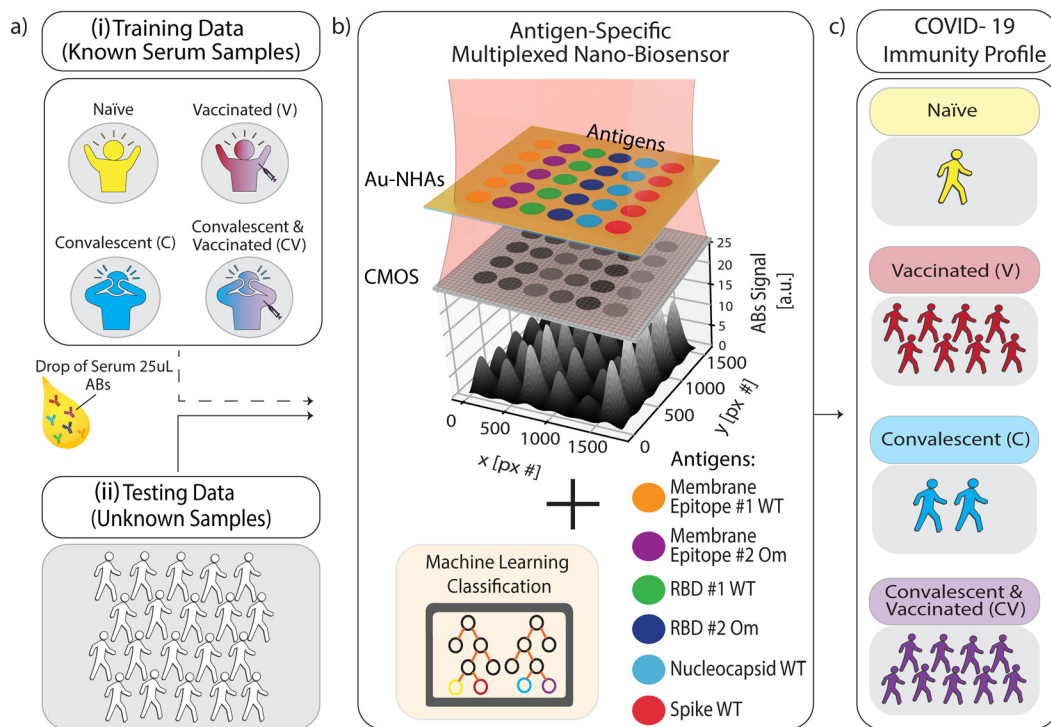 a)
(i) Training Data
(Known Serum Samples)
Naïve
Vaccinated (V)
Convalescent (C)
Convalescent &
Vaccinated (CV)
Drop of Serum 25uL
ABs
(ii) Testing Data
(Unknown Samples)
b)
Antigen-Specific
Multiplexed Nano-Biosensor
Antigens
Au-NHAs
CMOS
25
20
15
10
5
0
ABs Signal
[a.u.]
0
500
1000
1500
x [px #]
0
500
1000
1500
y [px #]
Machine Learning
Classification
Antigens:
Membrane
Epitope #1 WT
Membrane
Epitope #2 Om
RBD #1 WT
RBD #2 Om
Nucleocapsid WT
Spike WT
c)
COVID- 19
Immunity Profile
Naïve
Vaccinated (V)
Convalescent (C)
Convalescent &
Vaccinated (CV)